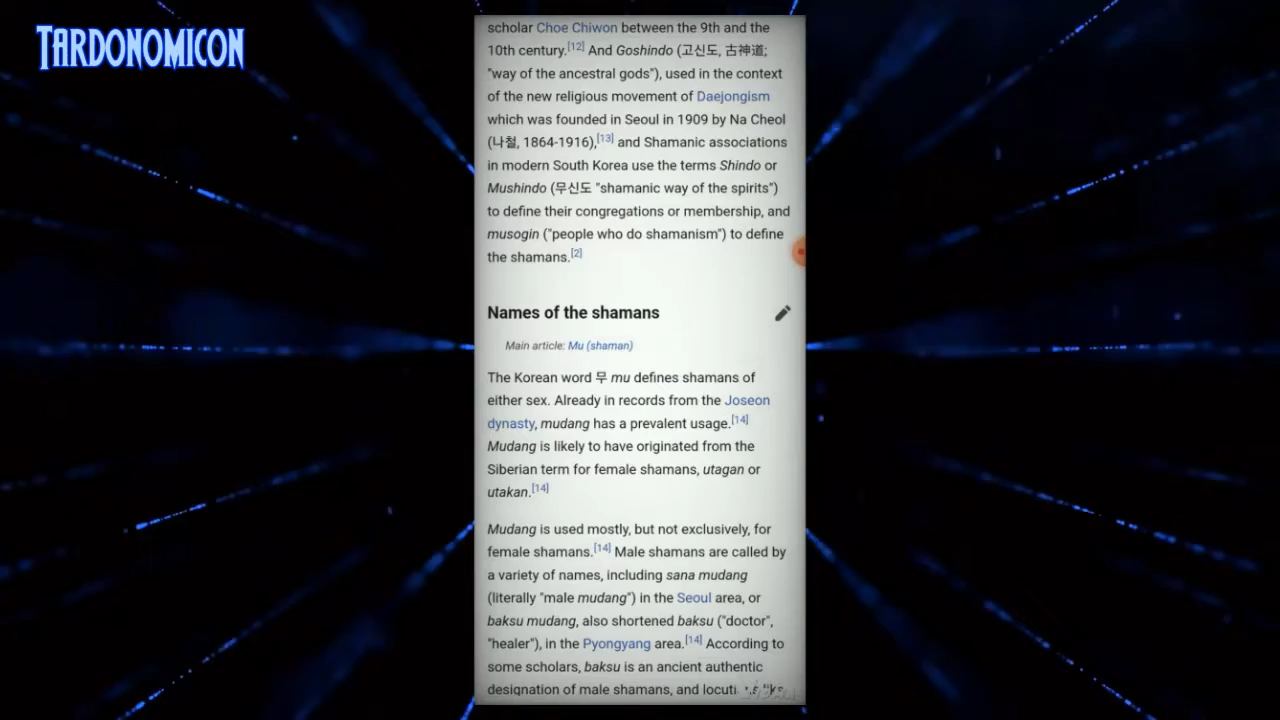 TARDONOMICON
scholar Choe Chiwon between the 9th and the
10th century.[12] And Goshindo (고신도, 古神道;
"way of the ancestral gods"), used in the context
of the new religious movement of Daejongism
which was founded in Seoul in 1909 by Na Cheol
(나철, 1864-1916),[13] and Shamanic associations
in modern South Korea use the terms Shindo or
Mushindo (무신도 "shamanic way of the spirits")
to define their congregations or membership, and
musogin ("people who do shamanism") to define
the shamans.[2]
Names of the shamans
Main article: Mu (shaman)
The Korean word 무 mu defines shamans of
either sex. Already in records from the Joseon
dynasty, mudang has a prevalent usage.[14]
Mudang is likely to have originated from the
Siberian term for female shamans, utagan or
utakan.[14]
Mudang is used mostly, but not exclusively, for
female shamans.[14] Male shamans are called by
a variety of names, including sana mudang
(literally "male mudang") in the Seoul area, or
baksu mudang, also shortened baksu ("doctor",
"healer"), in the Pyongyang area.[14] According to
some scholars, baksu is an ancient authentic
designation of male shamans, and